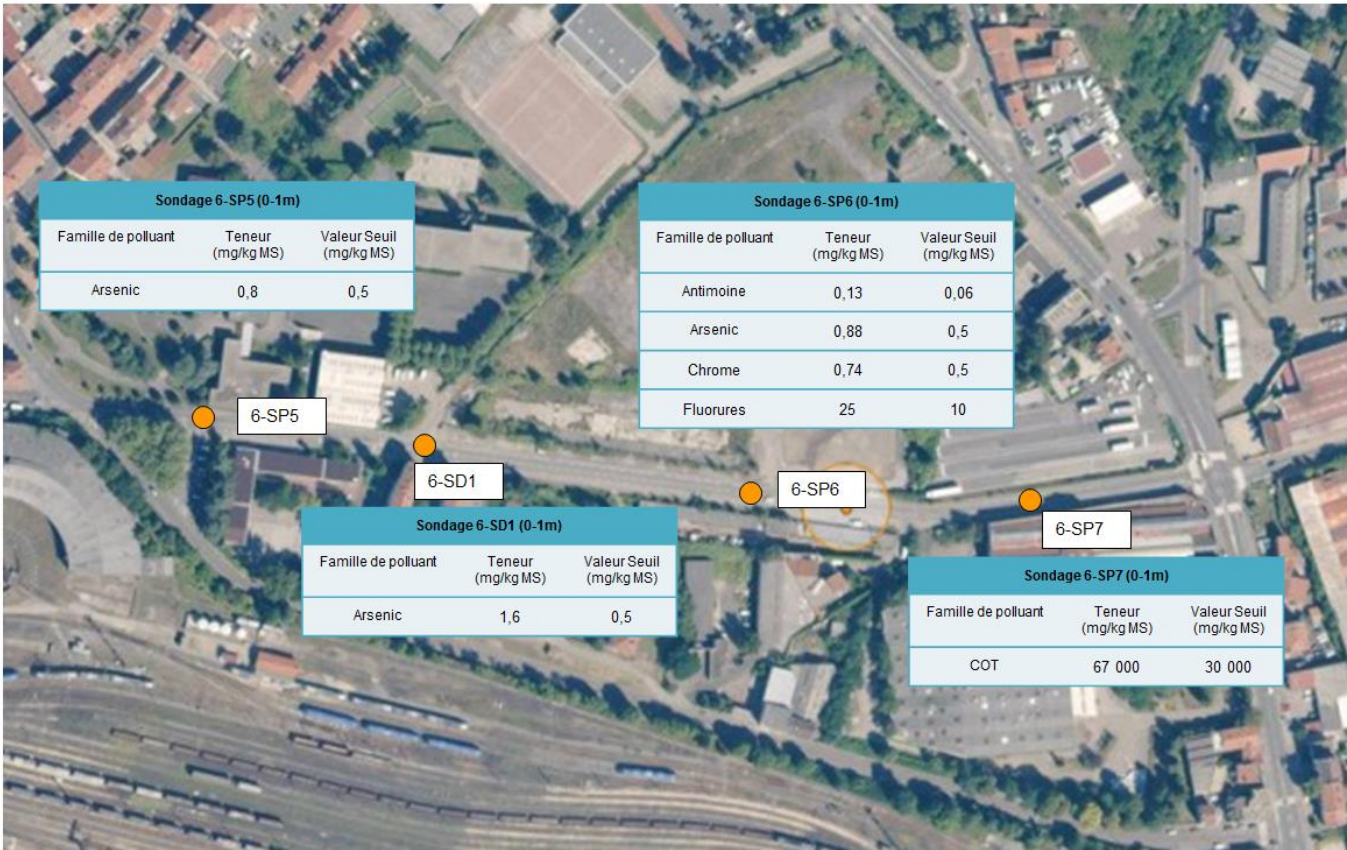 Sondage 6-SP5 (0-1m)
Famille de polluant Teneur (mg/kg MS) Valeur Seuil (mg/kg MS)
Arsenic 0,8 0,5
Sondage 6-SP6 (0-1m)
Famille de polluant Teneur (mg/kg MS) Valeur Seuil (mg/kg MS)
Antimoine 0,13 0,06
Arsenic 0,88 0,5
Chrome 0,74 0,5
Fluorures 25 10
6-SP5
6-SD1
6-SP6
6-SP7
Sondage 6-SD1 (0-1m)
Famille de polluant Teneur (mg/kg MS) Valeur Seuil (mg/kg MS)
Arsenic 1,6 0,5
Sondage 6-SP7 (0-1m)
Famille de polluant Teneur (mg/kg MS) Valeur Seuil (mg/kg MS)
COT 67 000 30 000